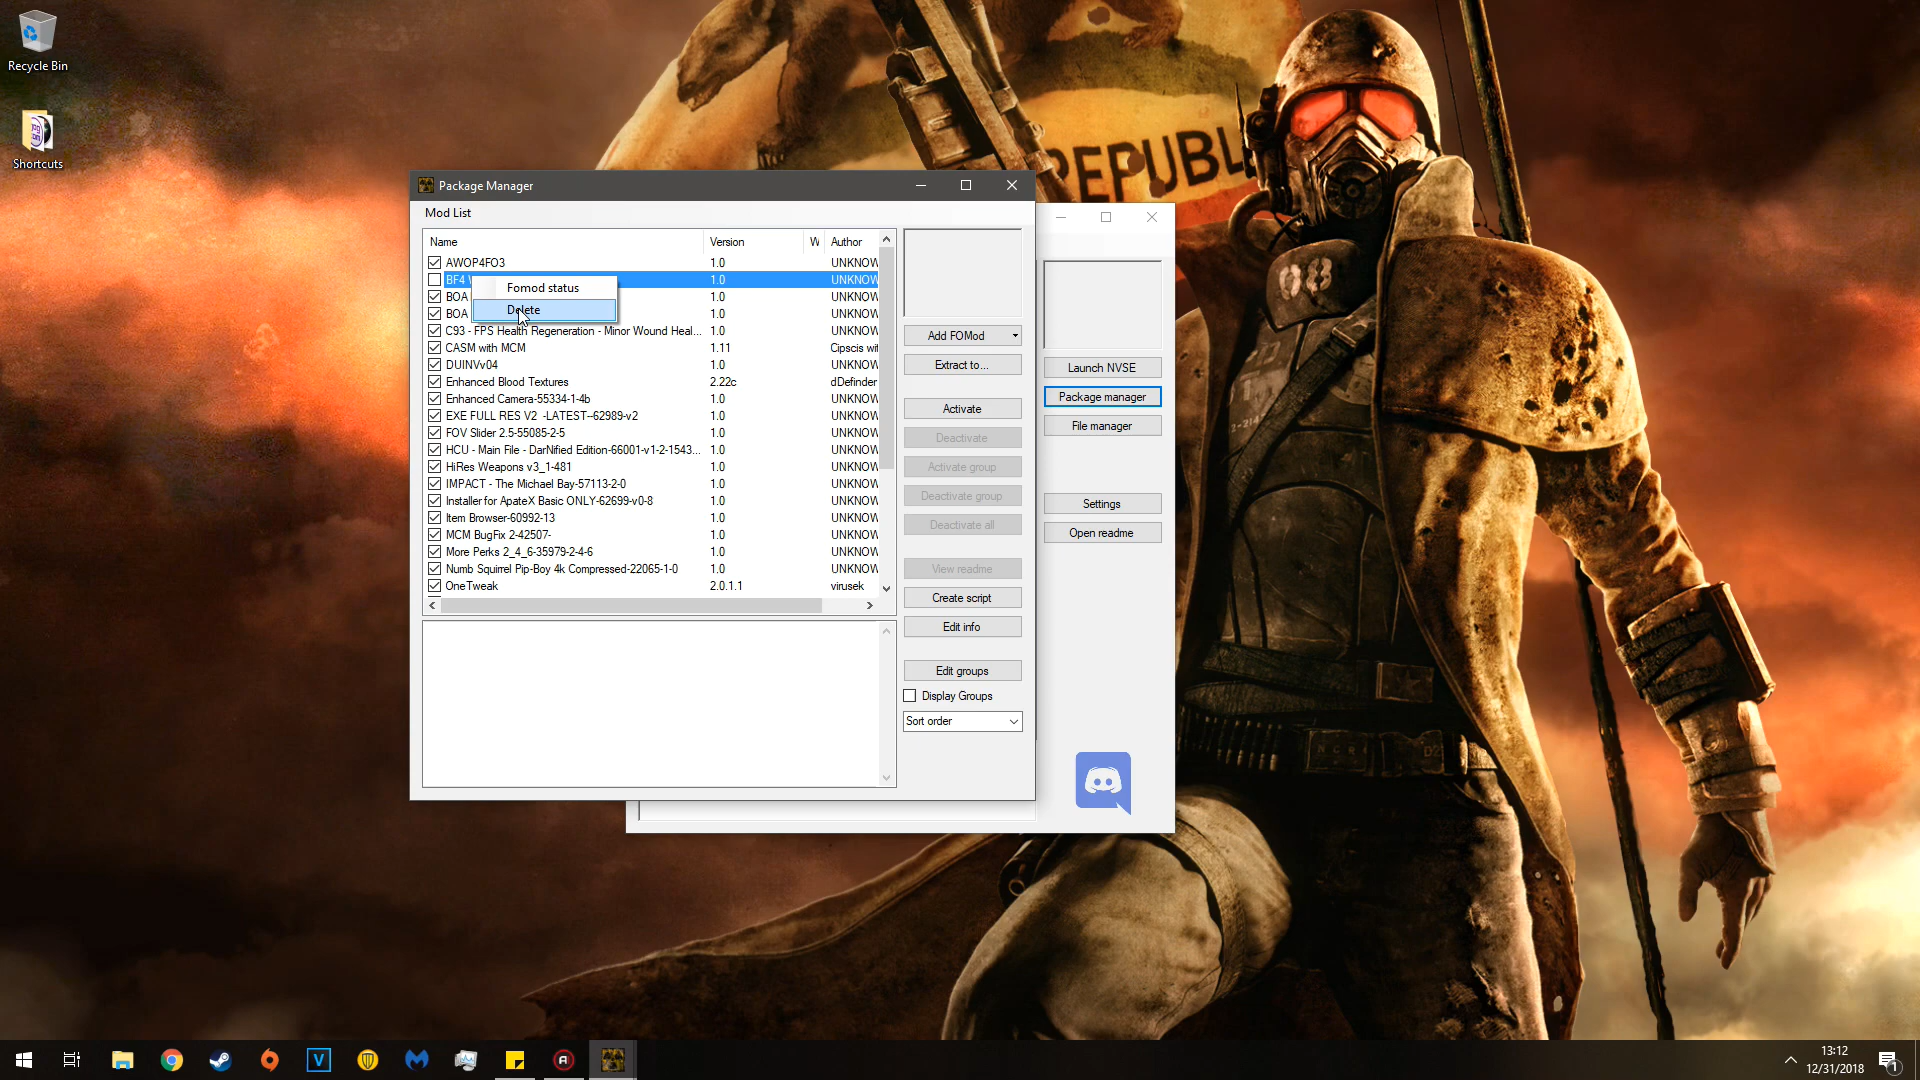 Recycle Bin
Shortcuts
REPUBL
Package Manager
Mod List
Name Version W Author
AWOP4FO3 1.0 UNKNOW
BF4 1.0 UNKNOW
Fomod status
BOA 1.0 UNKNOW
Delete
BOA 1.0 UNKNOW
C93 - FPS Health Regeneration - Minor Wound Heal... 1.0 UNKNOW
CASM with MCM 1.11 Cipscis wit
DUINVv04 1.0 UNKNOW
Enhanced Blood Textures 2.22c dDefinder
Enhanced Camera-55334-1-4b 1.0 UNKNOW
EXE FULL RES V2 -LATEST--62989-v2 1.0 UNKNOW
FOV Slider 2.5-55085-2-5 1.0 UNKNOW
HCU - Main File - DarNified Edition-66001-v1-2-1543... 1.0 UNKNOW
HiRes Weapons v3_1-481 1.0 UNKNOW
IMPACT - The Michael Bay-57113-2-0 1.0 UNKNOW
Installer for ApateX Basic ONLY-62699-v0-8 1.0 UNKNOW
Item Browser-60992-13 1.0 UNKNOW
MCM BugFix 2-42507- 1.0 UNKNOW
More Perks 2_4_6-35979-2-4-6 1.0 UNKNOW
Numb Squirrel Pip-Boy 4k Compressed-22065-1-0 1.0 UNKNOW
OneTweak 2.0.1.1 virusek
Add FOMod
Extract to...
Activate
Deactivate
Activate group
Deactivate group
Deactivate all
View readme
Create script
Edit info
Edit groups
Display Groups
Sort order
Launch NVSE
Package manager
File manager
Settings
Open readme
13:12
12/31/2018
1